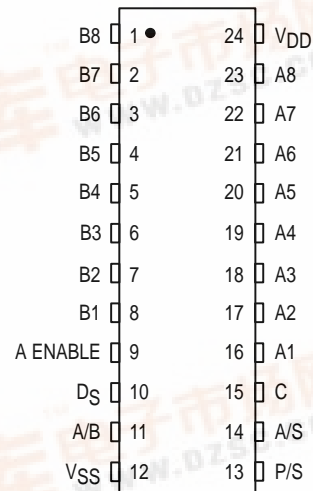 B8 1 24 VDD
B7 2 23 A8
B6 3 22 A7
B5 4 21 A6
B4 5 20 A5
B3 6 19 A4
B2 7 18 A3
B1 8 17 A2
A ENABLE 9 16 A1
DS 10 15 C
A/B 11 14 A/S
VSS 12 13 P/S